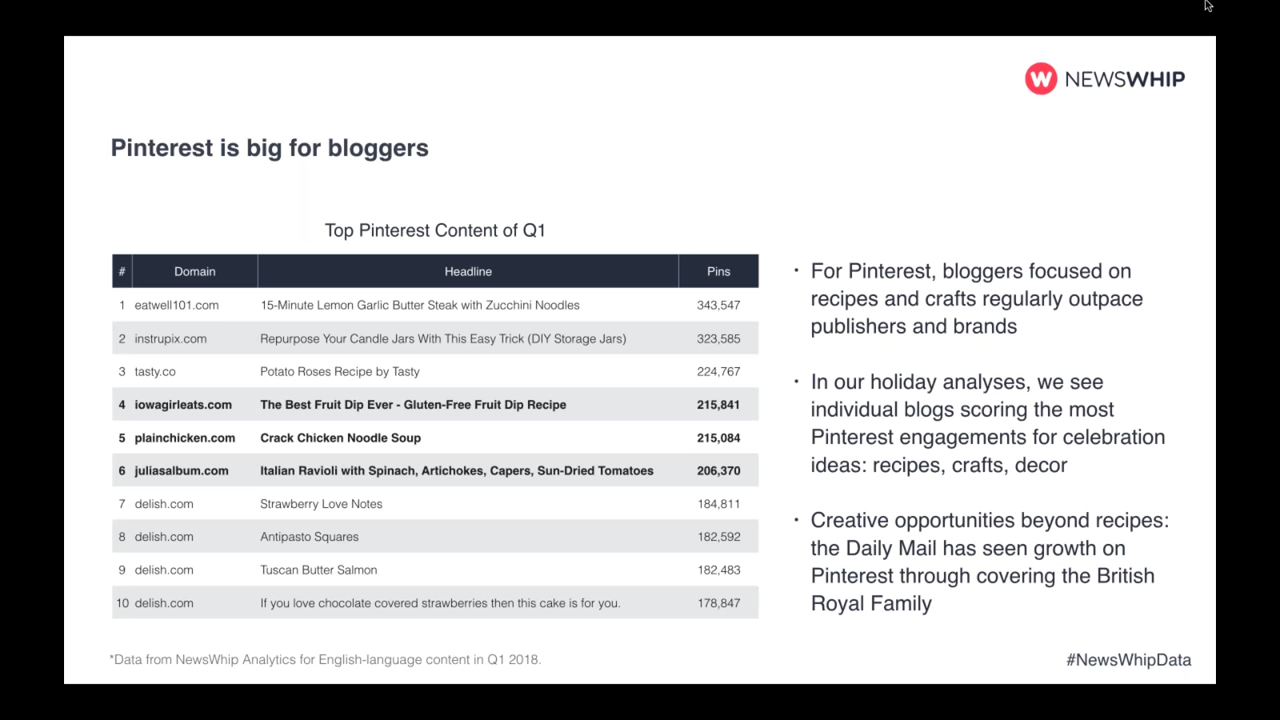 NEWSWHIP
Pinterest is big for bloggers
Top Pinterest Content of Q1
# Domain Headline Pins
1 eatwell101.com 15-Minute Lemon Garlic Butter Steak with Zucchini Noodles 343,547
2 instrupix.com Repurpose Your Candle Jars With This Easy Trick (DIY Storage Jars) 323,585
3 tasty.co Potato Roses Recipe by Tasty 224,767
4 iowagirleats.com The Best Fruit Dip Ever - Gluten-Free Fruit Dip Recipe 215,841
5 plainchicken.com Crack Chicken Noodle Soup 215,084
6 juliasalbum.com Italian Ravioli with Spinach, Artichokes, Capers, Sun-Dried Tomatoes 206,370
7 delish.com Strawberry Love Notes 184,811
8 delish.com Antipasto Squares 182,592
9 delish.com Tuscan Butter Salmon 182,483
10 delish.com If you love chocolate covered strawberries then this cake is for you. 178,847
· For Pinterest, bloggers focused on
recipes and crafts regularly outpace
publishers and brands
· In our holiday analyses, we see
individual blogs scoring the most
Pinterest engagements for celebration
ideas: recipes, crafts, decor
· Creative opportunities beyond recipes:
the Daily Mail has seen growth on
Pinterest through covering the British
Royal Family
*Data from NewsWhip Analytics for English-language content in Q1 2018.
#NewsWhipData